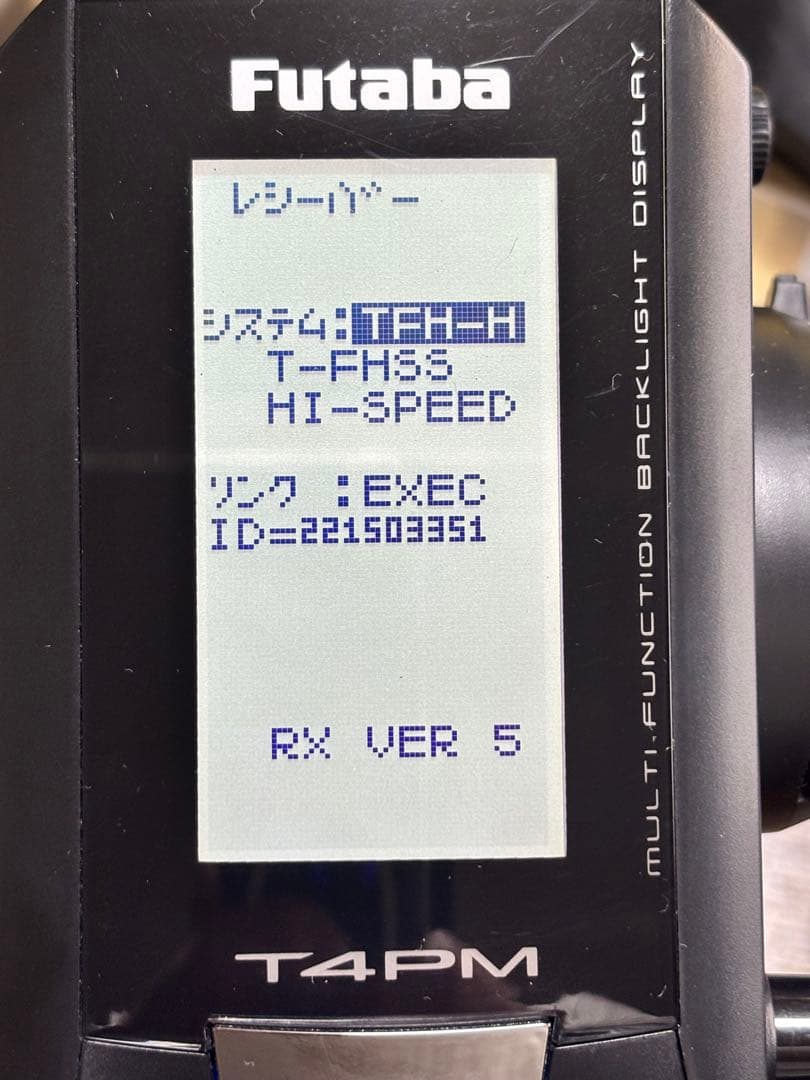 Futaba
レシーバー
システム:TFH-H
T-FHSS
HI-SPEED
リンク :EXEC
ID=221503351
RX VER 5
T4PM
MULTI-FUNCTION BACKLIGHT DISPLAY